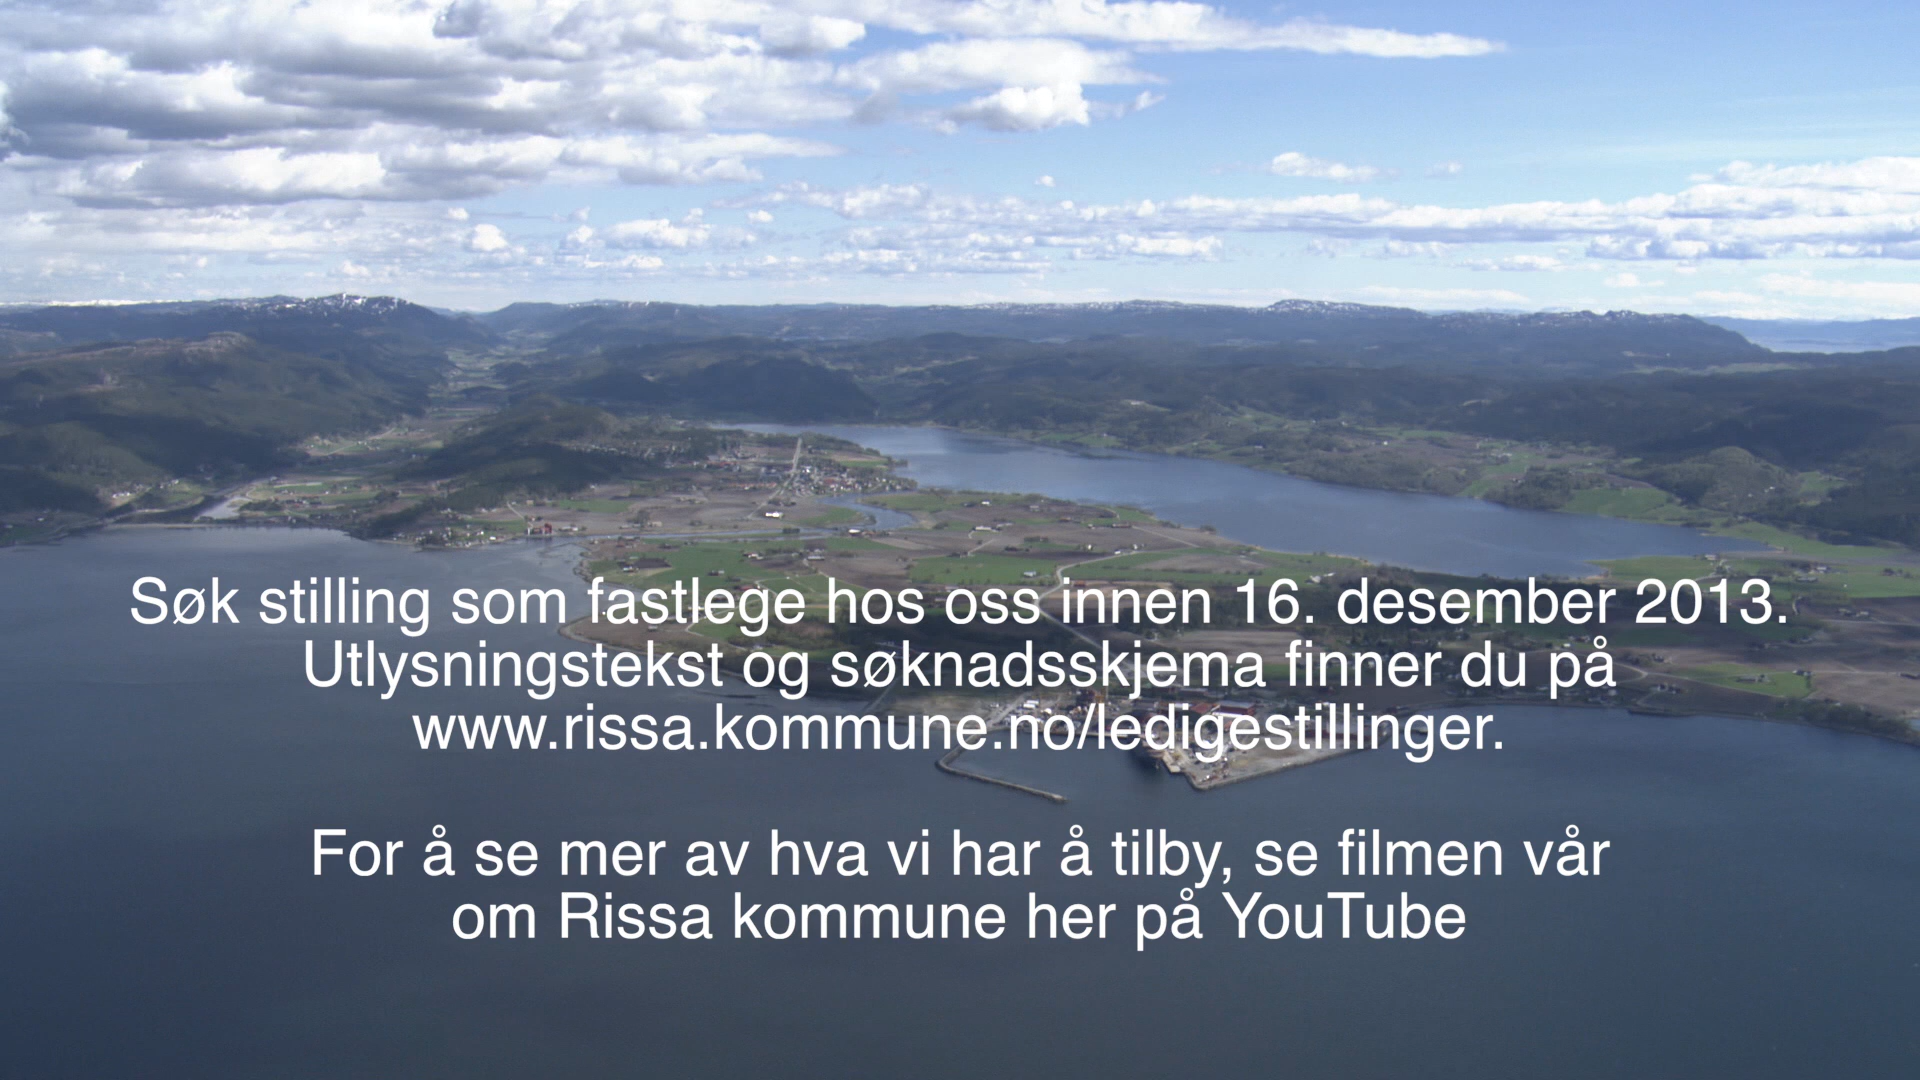 Søk stilling som fastlege hos oss innen 16. desember 2013.
Utlysningstekst og søknadsskjema finner du på
www.rissa.kommune.no/ledigestillinger.
For å se mer av hva vi har å tilby, se filmen vår
om Rissa kommune her på YouTube